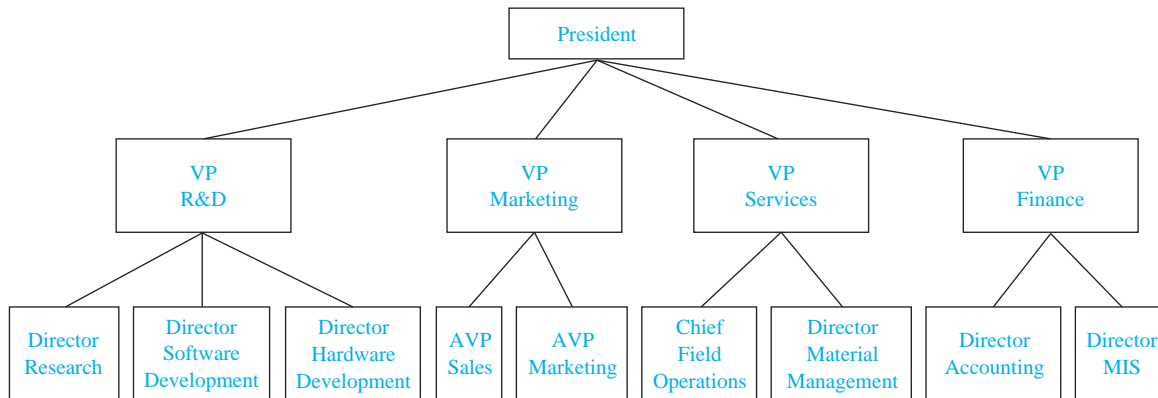 President
VP
R&D
VP
Marketing
VP
Services
VP
Finance
Director
Research
Director
Software
Development
Director
Hardware
Development
AVP
Sales
AVP
Marketing
Chief
Field
Operations
Director
Material
Management
Director
Accounting
Director
MIS